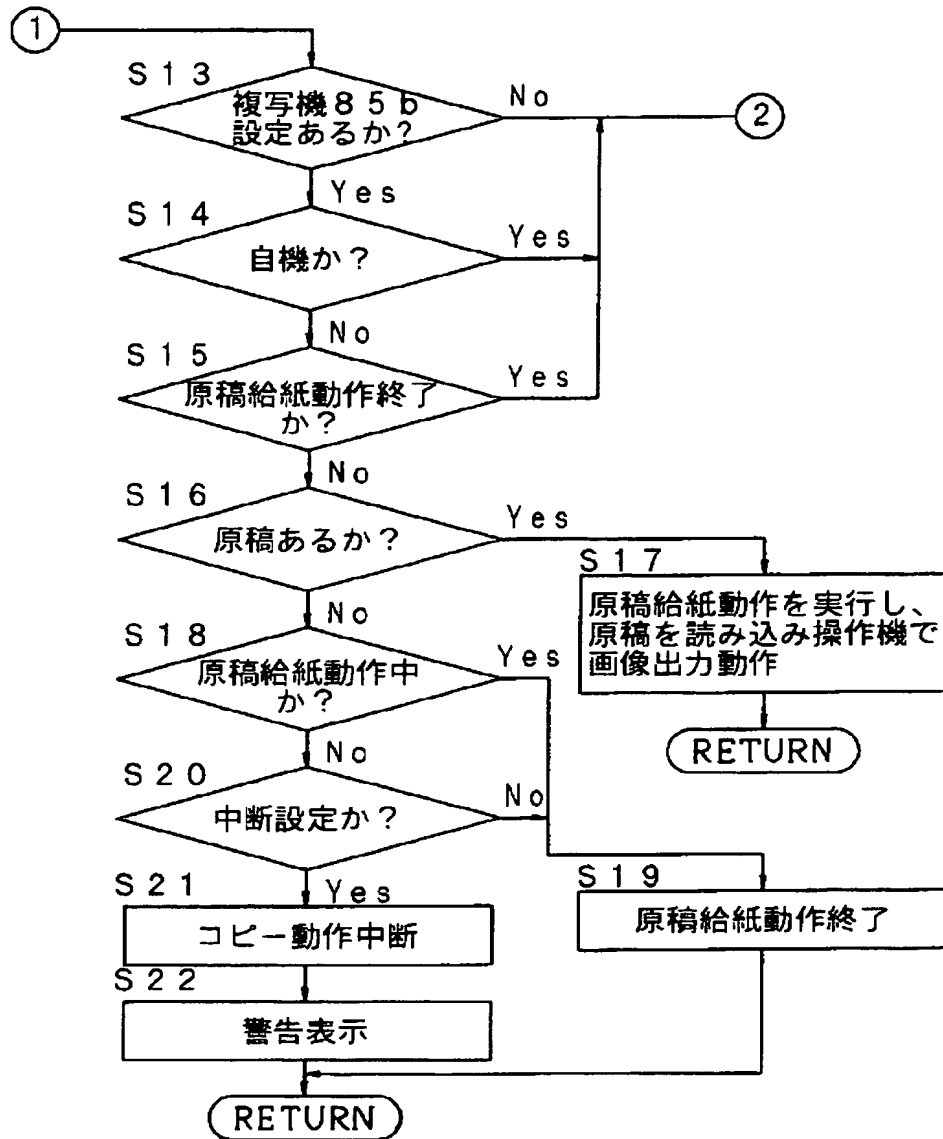 1
S13
複写機85b
設定あるか?
No
2
Yes
S14
自機か?
Yes
No
S15
原稿給紙動作終了
か?
Yes
No
S16
原稿あるか?
Yes
S17
原稿給紙動作を実行し、
原稿を読み込み操作機で
画像出力動作
RETURN
No
S18
原稿給紙動作中
か?
Yes
No
S20
中断設定か?
No
Yes
S19
原稿給紙動作終了
S21
コピー動作中断
S22
警告表示
RETURN